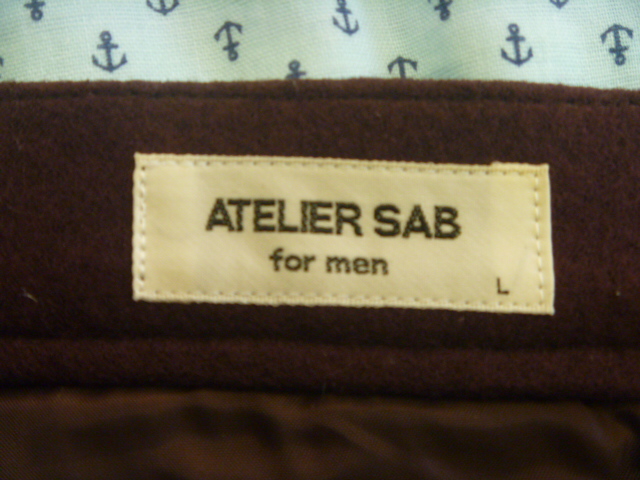 ATELIER SAB
for men
L